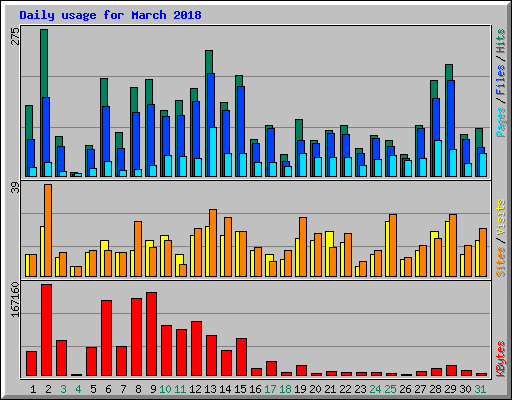 Daily usage for March 2018
275
Pages / Files / Hits
39
Sites / Visits
167160
KBytes
1 2 3 4 5 6 7 8 9 10 11 12 13 14 15 16 17 18 19 20 21 22 23 24 25 26 27 28 29 30 31